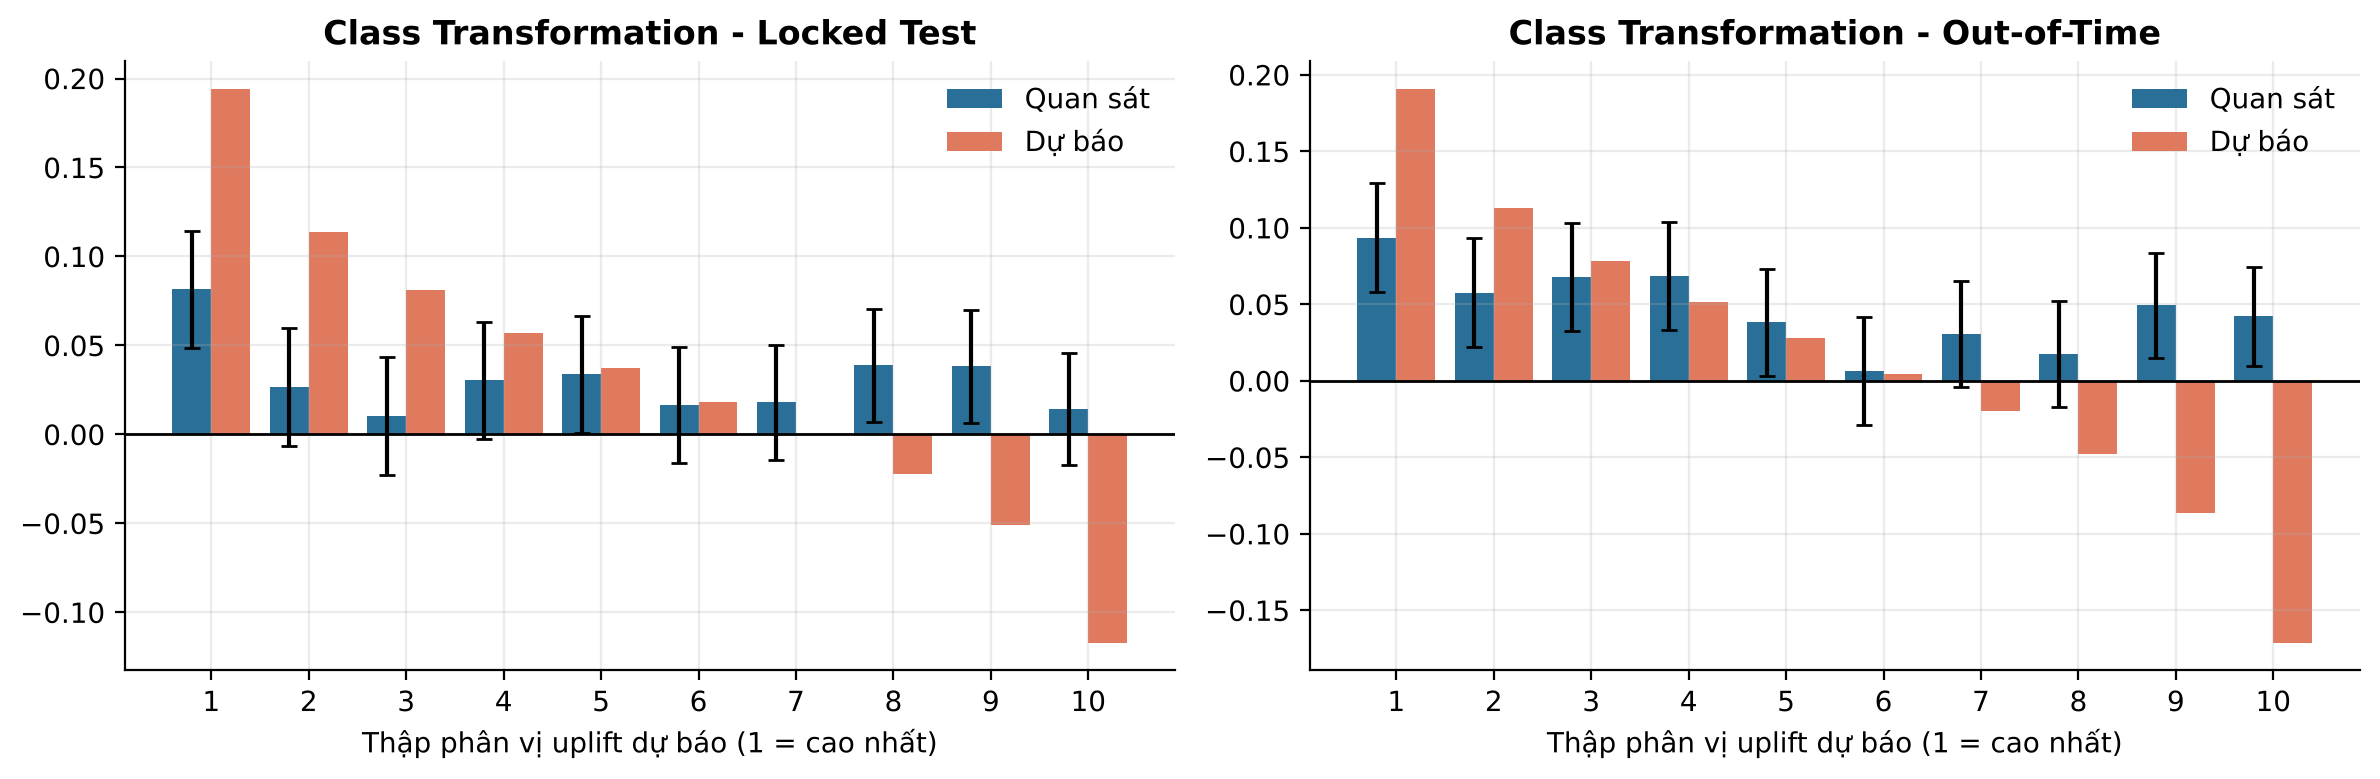 Class Transformation - Locked Test
0.20
0.15
0.10
0.05
0.00
−0.05
−0.10
Quan sát
Dự báo
1 2 3 4 5 6 7 8 9 10
Thập phân vị uplift dự báo (1 = cao nhất)
Class Transformation - Out-of-Time
0.20
0.15
0.10
0.05
0.00
−0.05
−0.10
−0.15
Quan sát
Dự báo
1 2 3 4 5 6 7 8 9 10
Thập phân vị uplift dự báo (1 = cao nhất)